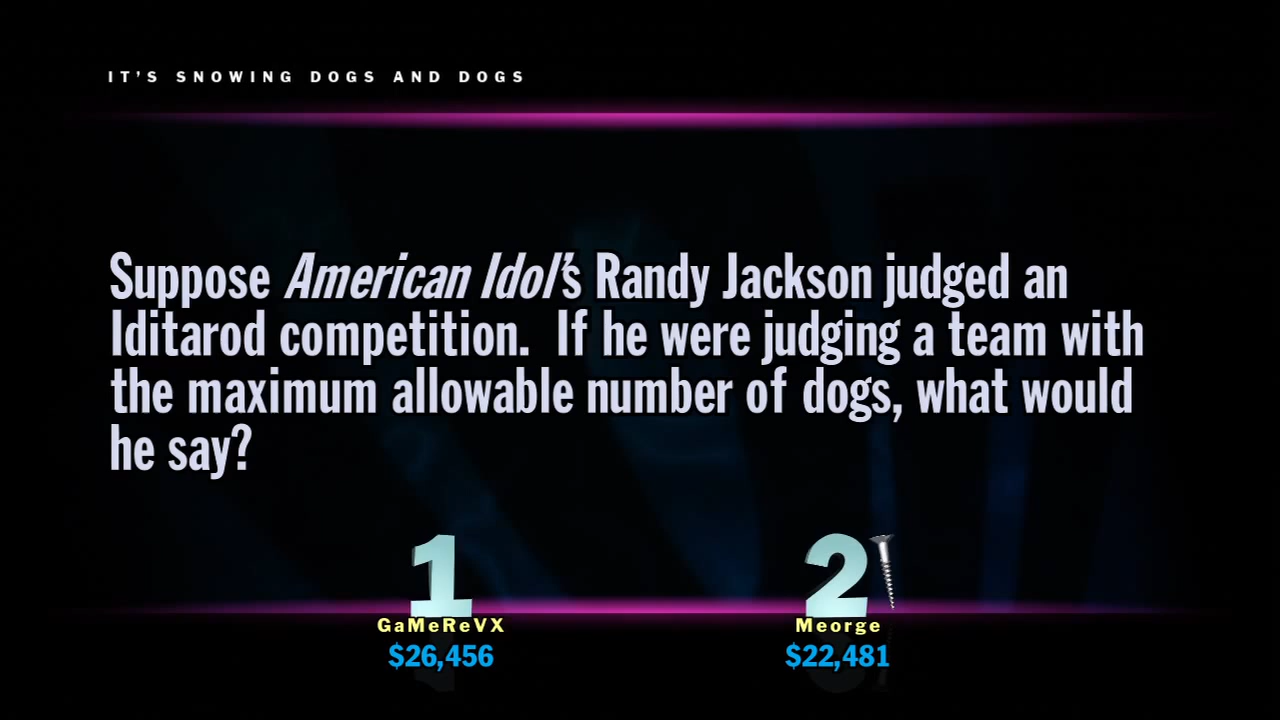 IT'S SNOWING DOGS AND DOGS
Suppose American Idol's Randy Jackson judged an
Iditarod competition.  If he were judging a team with
the maximum allowable number of dogs, what would
he say?
1 2
GaMeReVX Meorge
$26,456 $22,481